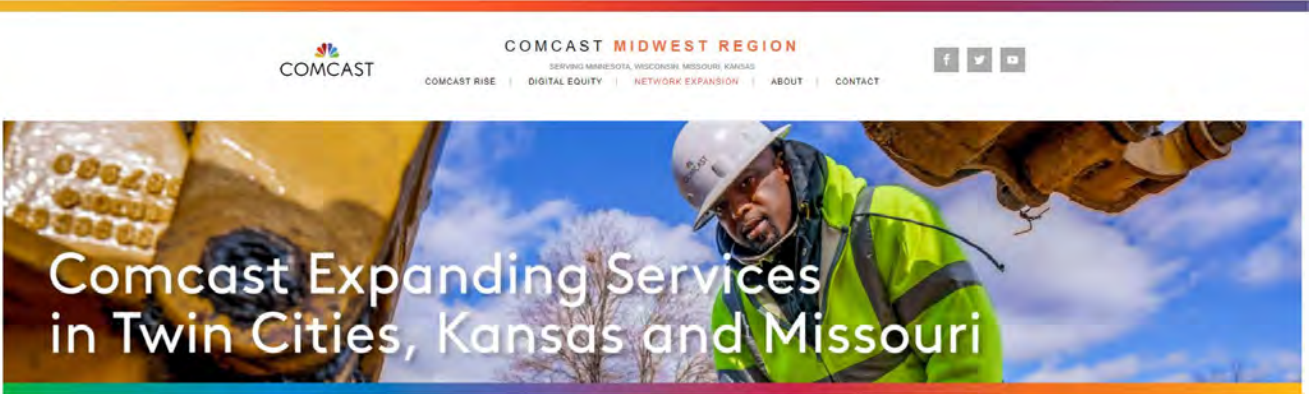 COMCAST
COMCAST MIDWEST REGION
SERVING MINNESOTA, WISCONSIN, MISSOURI, KANSAS
COMCAST RISE | DIGITAL EQUITY | NETWORK EXPANSION | ABOUT | CONTACT
COMCAST
Comcast Expanding Services
in Twin Cities, Kansas and Missouri